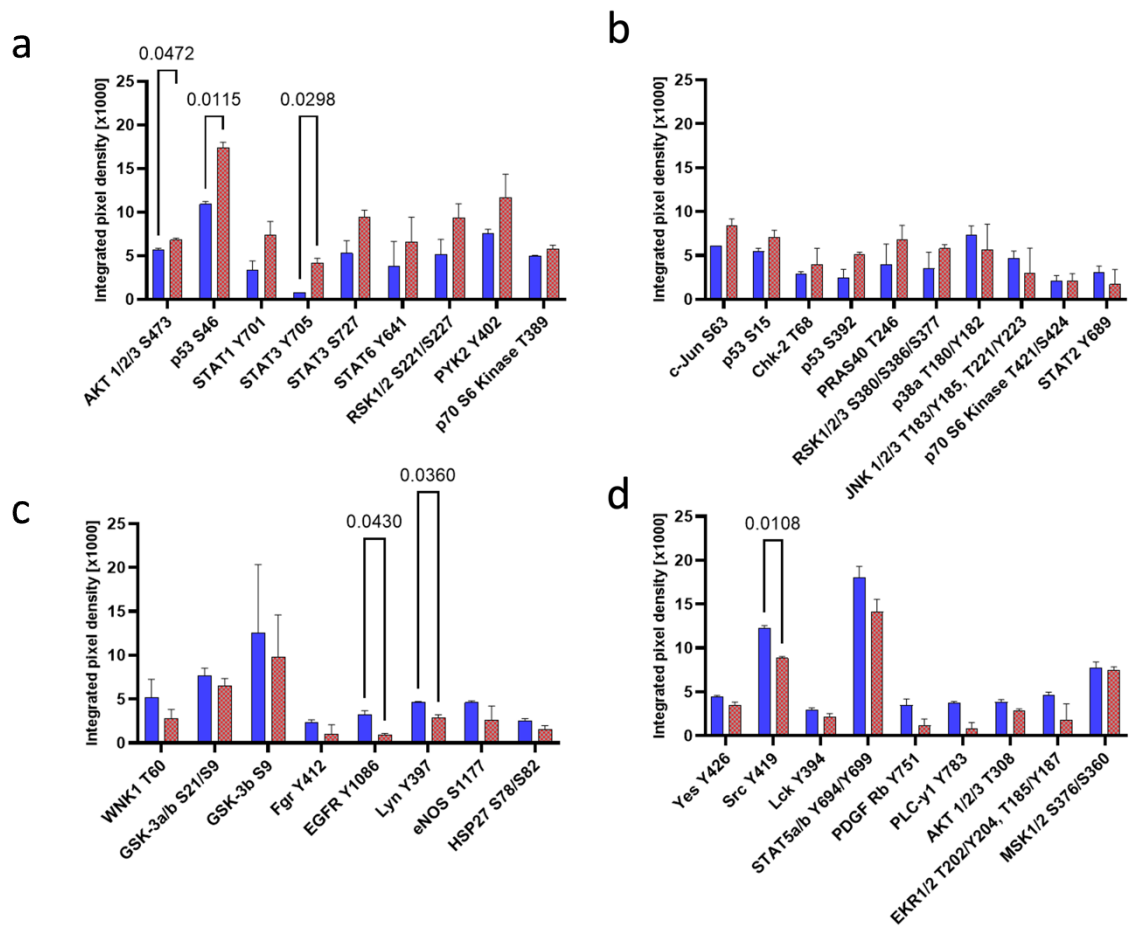 a
0.0472
0.0115
0.0298
Integrated pixel density [x1000]
25
20
15
10
5
0
AKT 1/2/3 S473
p53 S46
STAT1 Y701
STAT3 Y705
STAT3 S727
STAT6 Y641
RSK1/2 S221/S227
PYK2 Y402
p70 S6 Kinase T389
b
Integrated pixel density [x1000]
25
20
15
10
5
0
c-Jun S63
p53 S15
Chk-2 T68
p53 S392
PRAS40 T246
RSK1/2/3 S380/S386/S377
p38a T180/Y182
JNK 1/2/3 T183/Y185, T221/Y223
p70 S6 Kinase T421/S424
STAT2 Y689
c
0.0430
0.0360
Integrated pixel density [x1000]
25
20
15
10
5
0
WNK1 T60
GSK-3a/b S21/S9
GSK-3b S9
Fgr Y412
EGFR Y1086
Lyn Y397
eNOS S1177
HSP27 S78/S82
d
0.0108
Integrated pixel density [x1000]
25
20
15
10
5
0
Yes Y426
Src Y419
Lck Y394
STAT5a/b Y694/Y699
PDGF Rb Y751
PLC-y1 Y783
AKT 1/2/3 T308
EKR1/2 T202/Y204, T185/Y187
MSK1/2 S376/S360